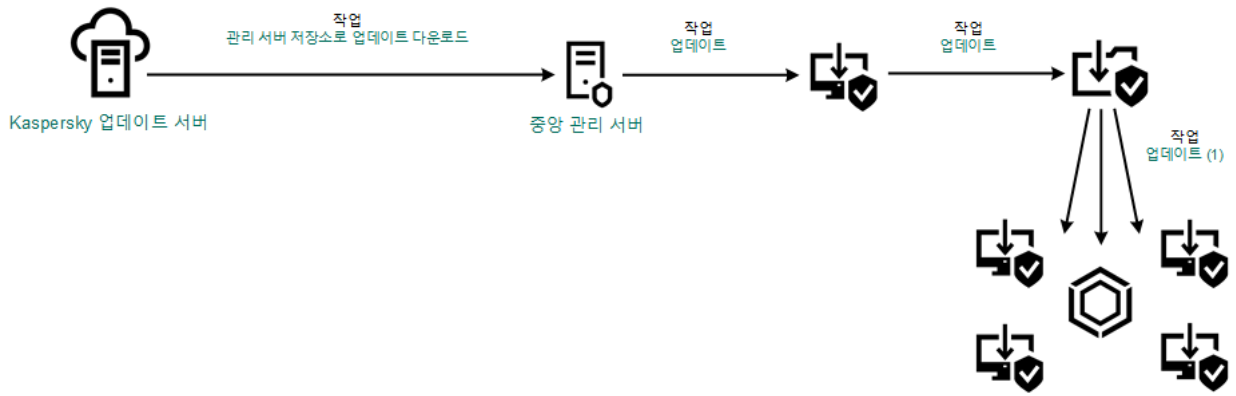 작업
관리 서버 저장소로 업데이트 다운로드
작업
업데이트
작업
업데이트
Kaspersky 업데이트 서버
중앙 관리 서버
작업
업데이트 (1)